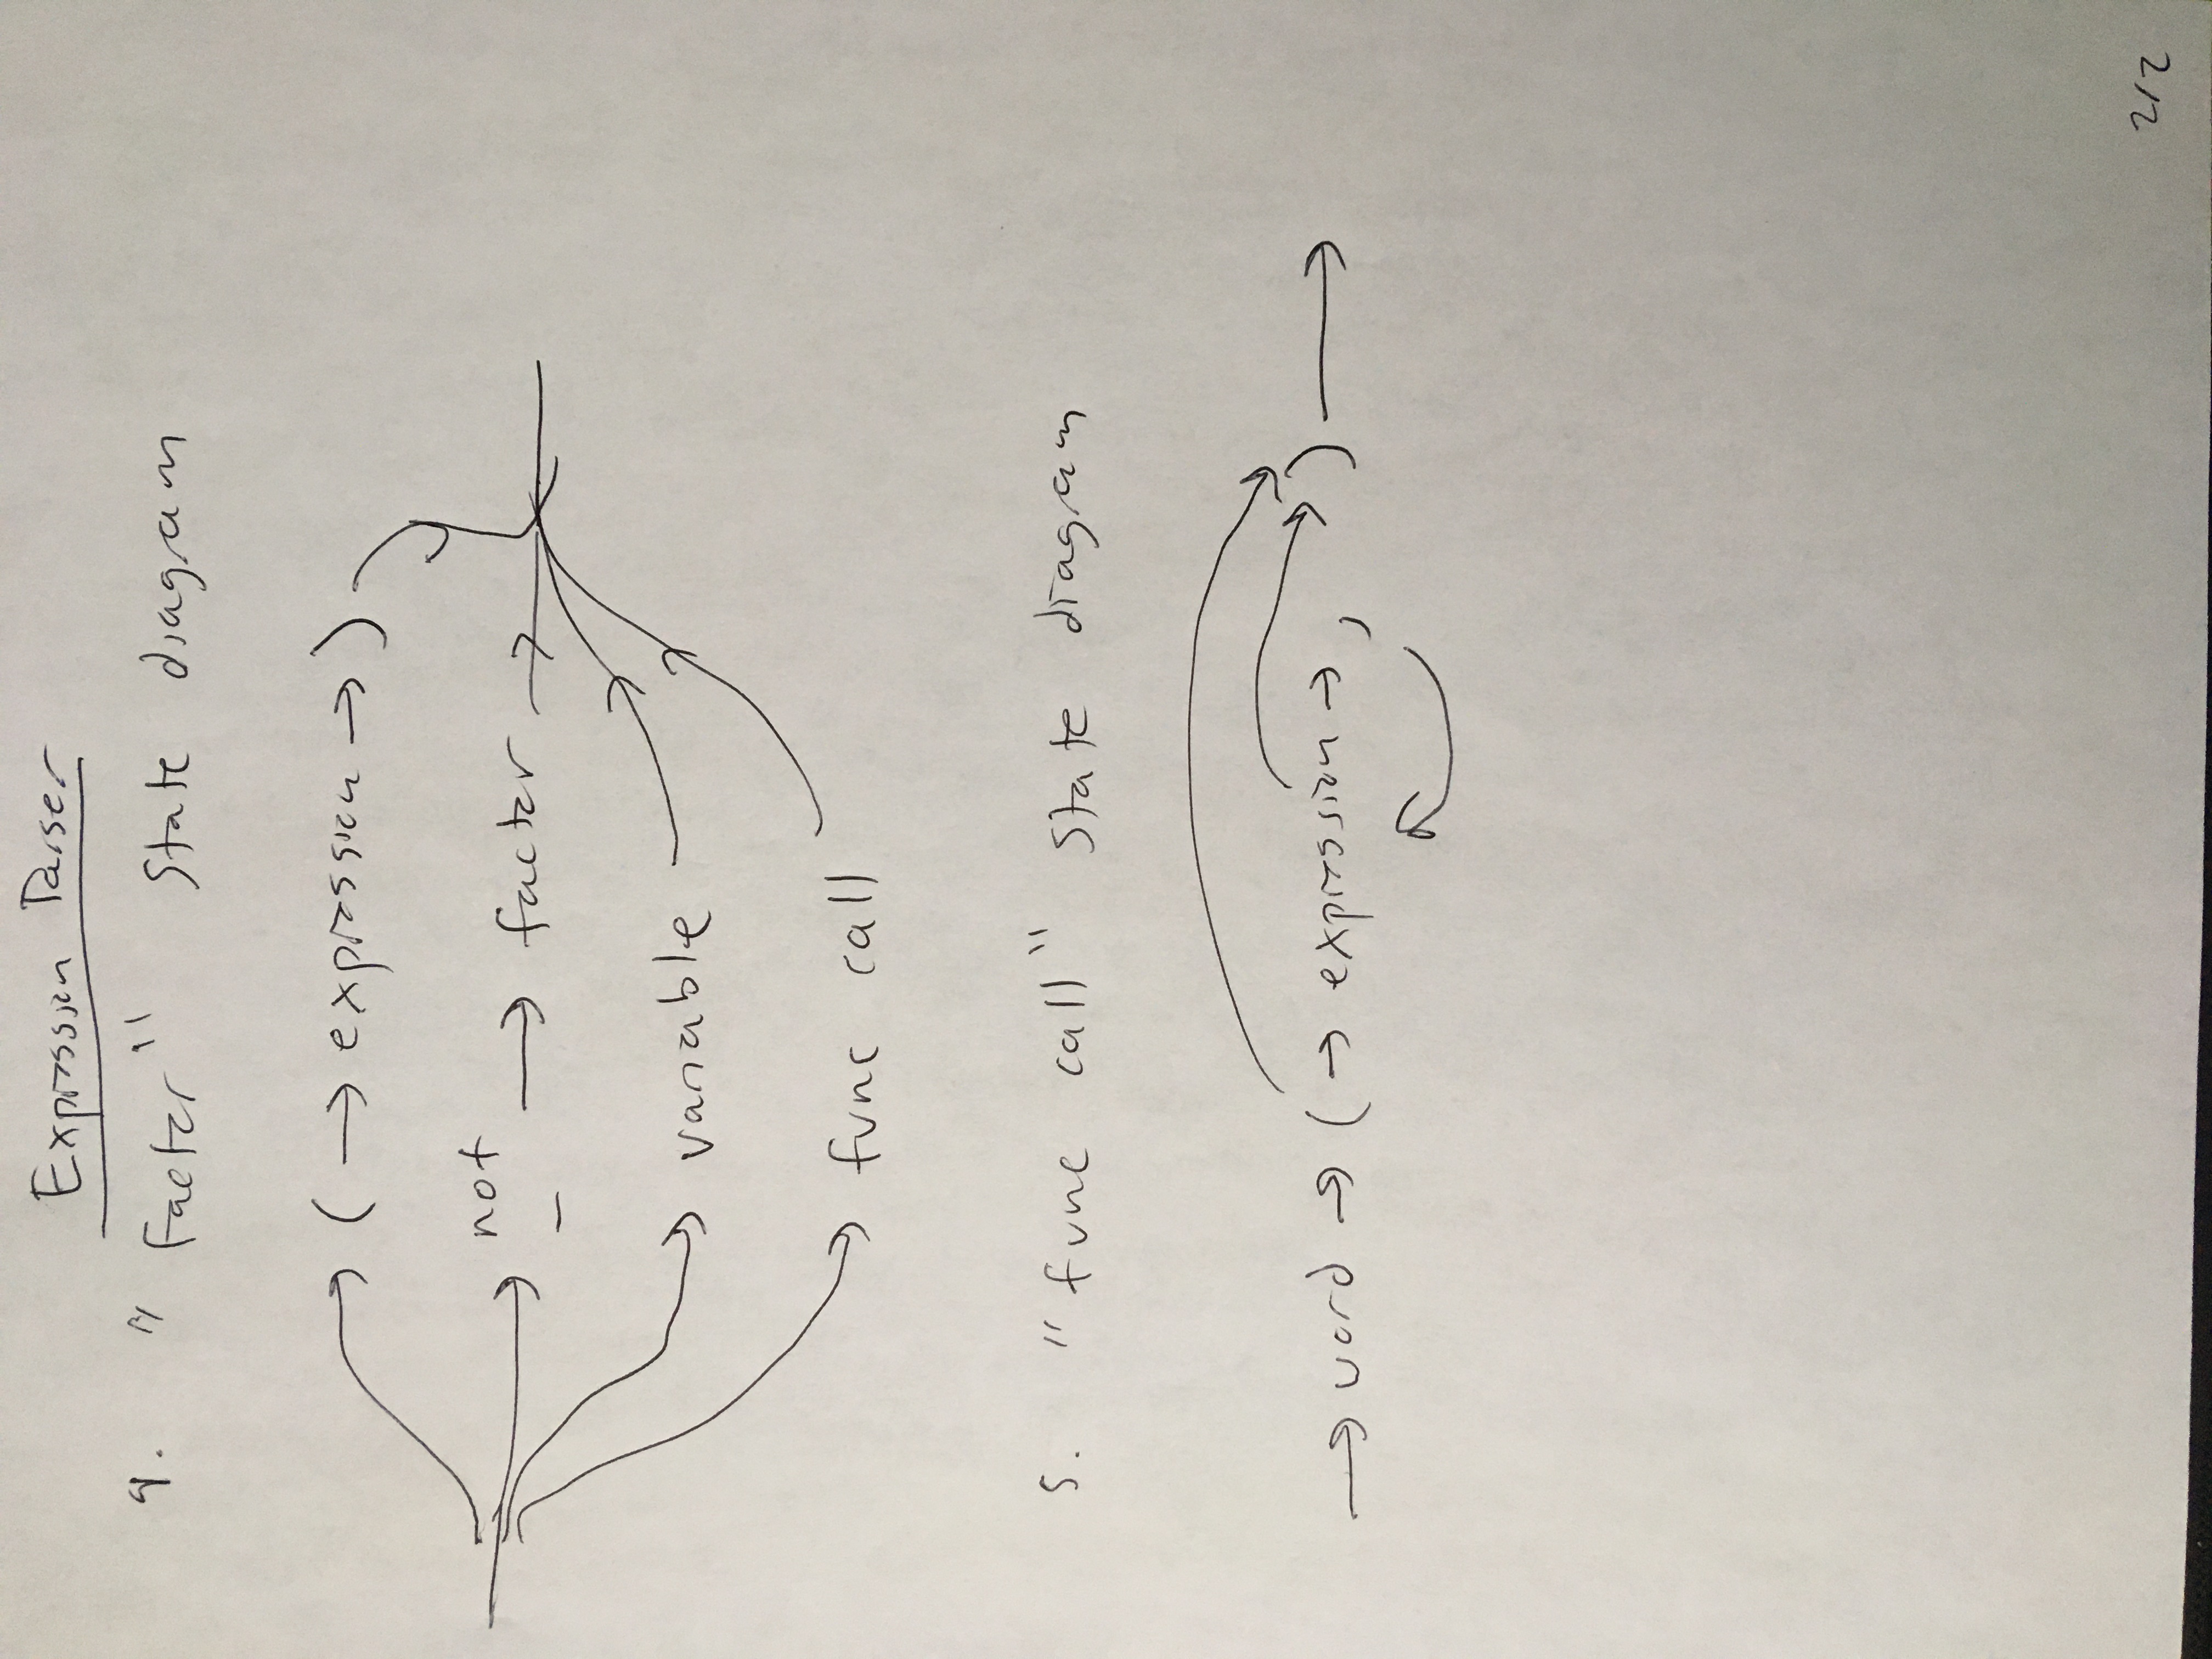 Expression Parser
4. "Factor" State diagram
( → expression → )
not
- → factor →
variable
func call
5. "func call" State diagram
→ word → ( → expression → , ) →
2/2